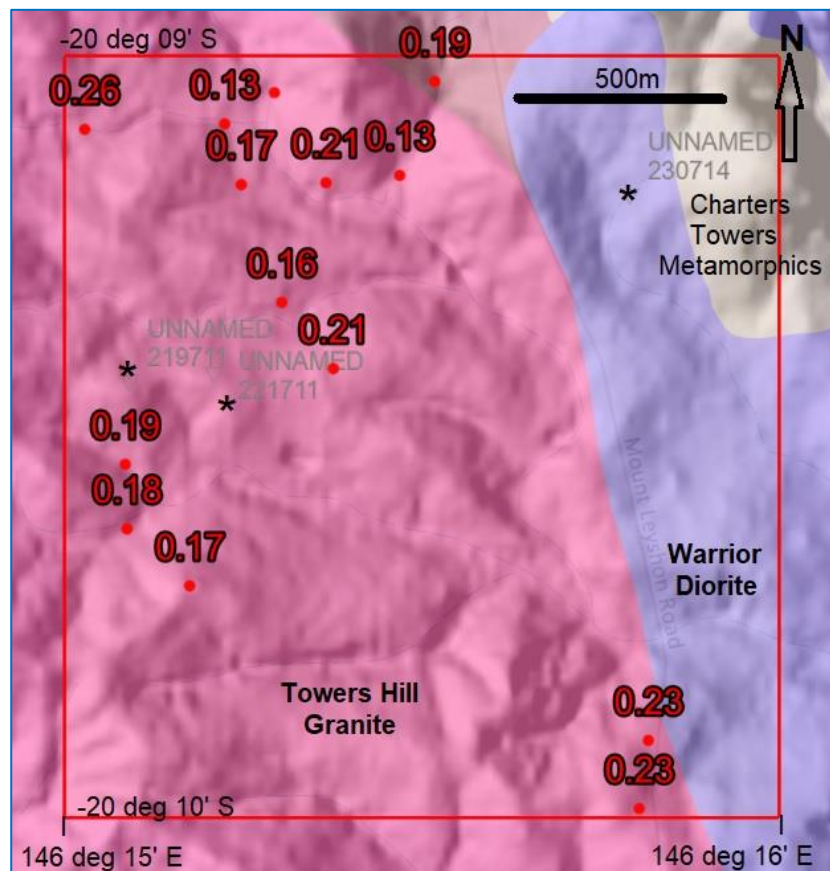 -20 deg 09' S
N
0.19
500m
0.26
0.13
UNNAMED
230714
0.17
0.21
0.13
Charters
Towers
Metamorphics
0.16
UNNAMED
219711
0.21
UNNAMED
221711
0.19
0.18
Mount Leyshon Road
0.17
Warrior
Diorite
Towers Hill
Granite
0.23
0.23
-20 deg 10' S
146 deg 15' E
146 deg 16' E